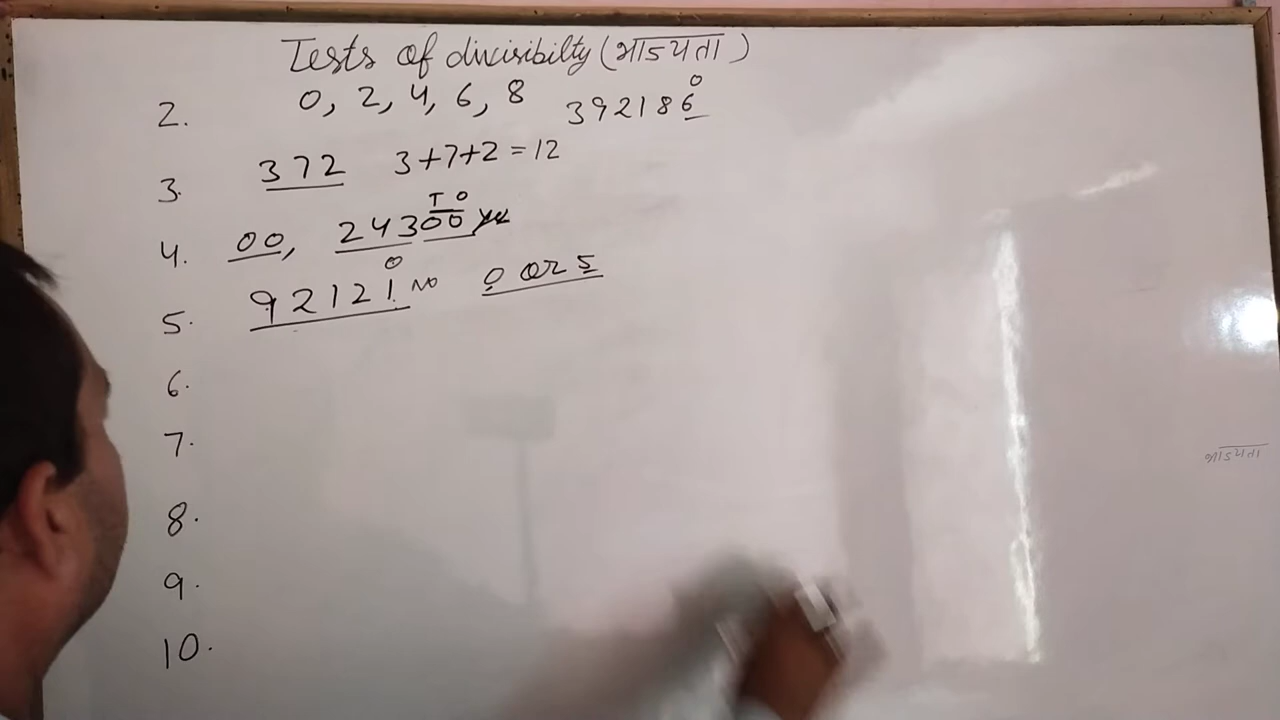 Tests of divisibilty (भाज्यता)
2. 0, 2, 4, 6, 8 392186 O
3. 372 3+7+2=12
4. 00, 24300 T O yes
5. 92121 O NO 0 or 5
6.
7.
भाज्यता
8.
9.
10.